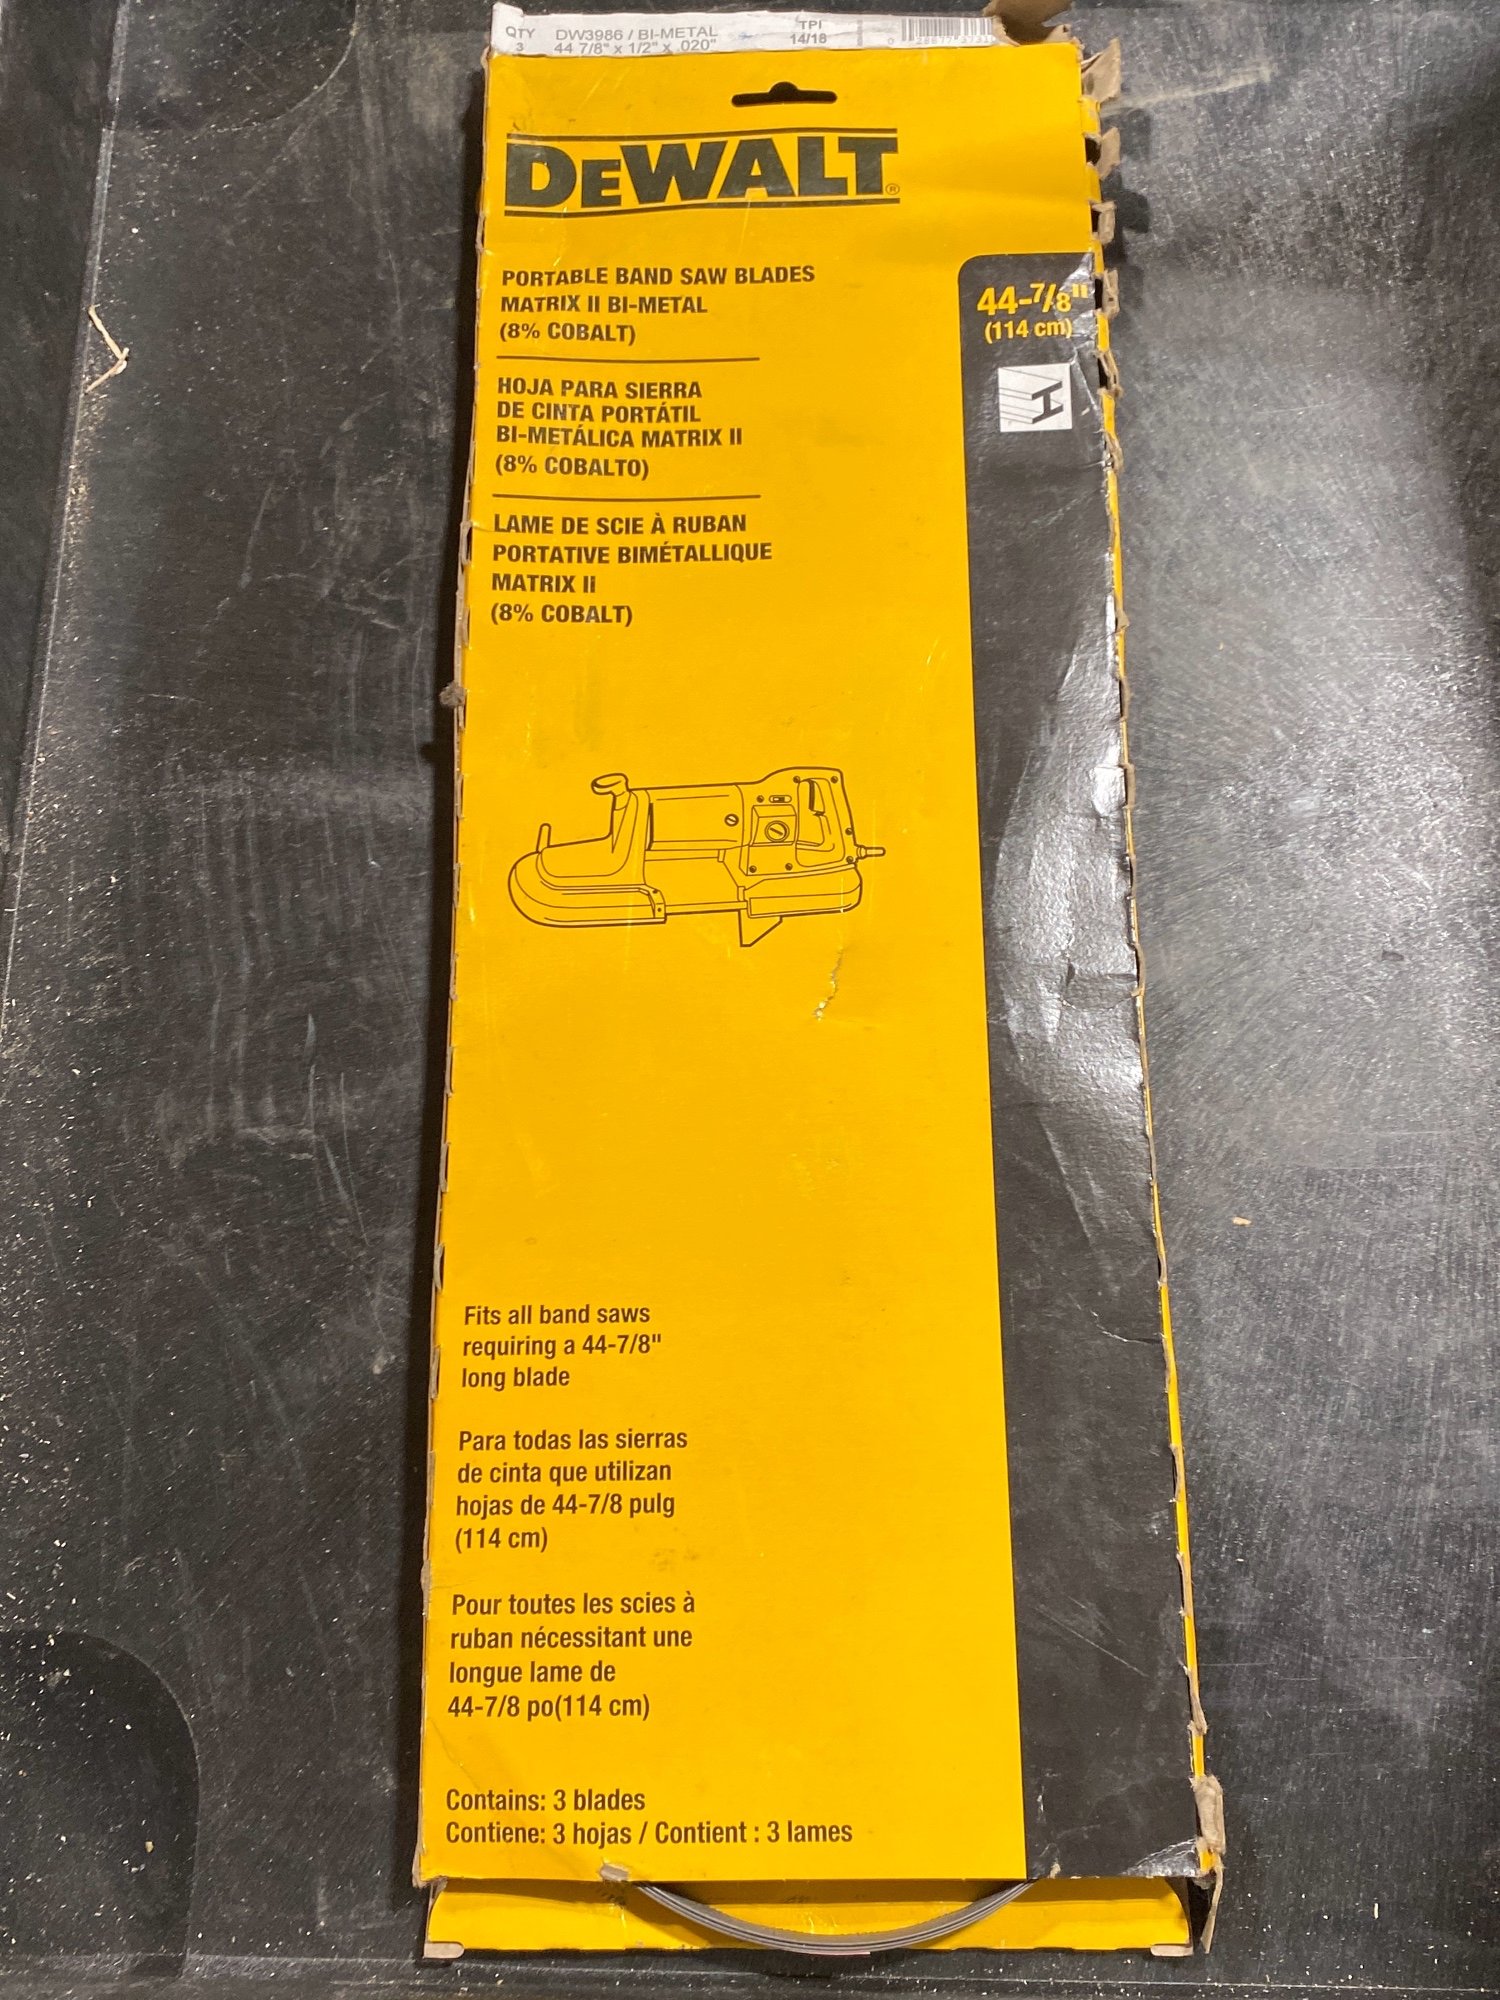 QTY DW3986 / BI-METAL TPI
3 44 7/8" x 1/2" x .020" 14/18
DEWALT®
PORTABLE BAND SAW BLADES
MATRIX II BI-METAL
(8% COBALT)
44-7/8"
(114 cm)
HOJA PARA SIERRA
DE CINTA PORTÁTIL
BI-METÁLICA MATRIX II
(8% COBALTO)
LAME DE SCIE À RUBAN
PORTATIVE BIMÉTALLIQUE
MATRIX II
(8% COBALT)
Fits all band saws
requiring a 44-7/8"
long blade
Para todas las sierras
de cinta que utilizan
hojas de 44-7/8 pulg
(114 cm)
Pour toutes les scies à
ruban nécessitant une
longue lame de
44-7/8 po(114 cm)
Contains: 3 blades
Contiene: 3 hojas / Contient : 3 lames